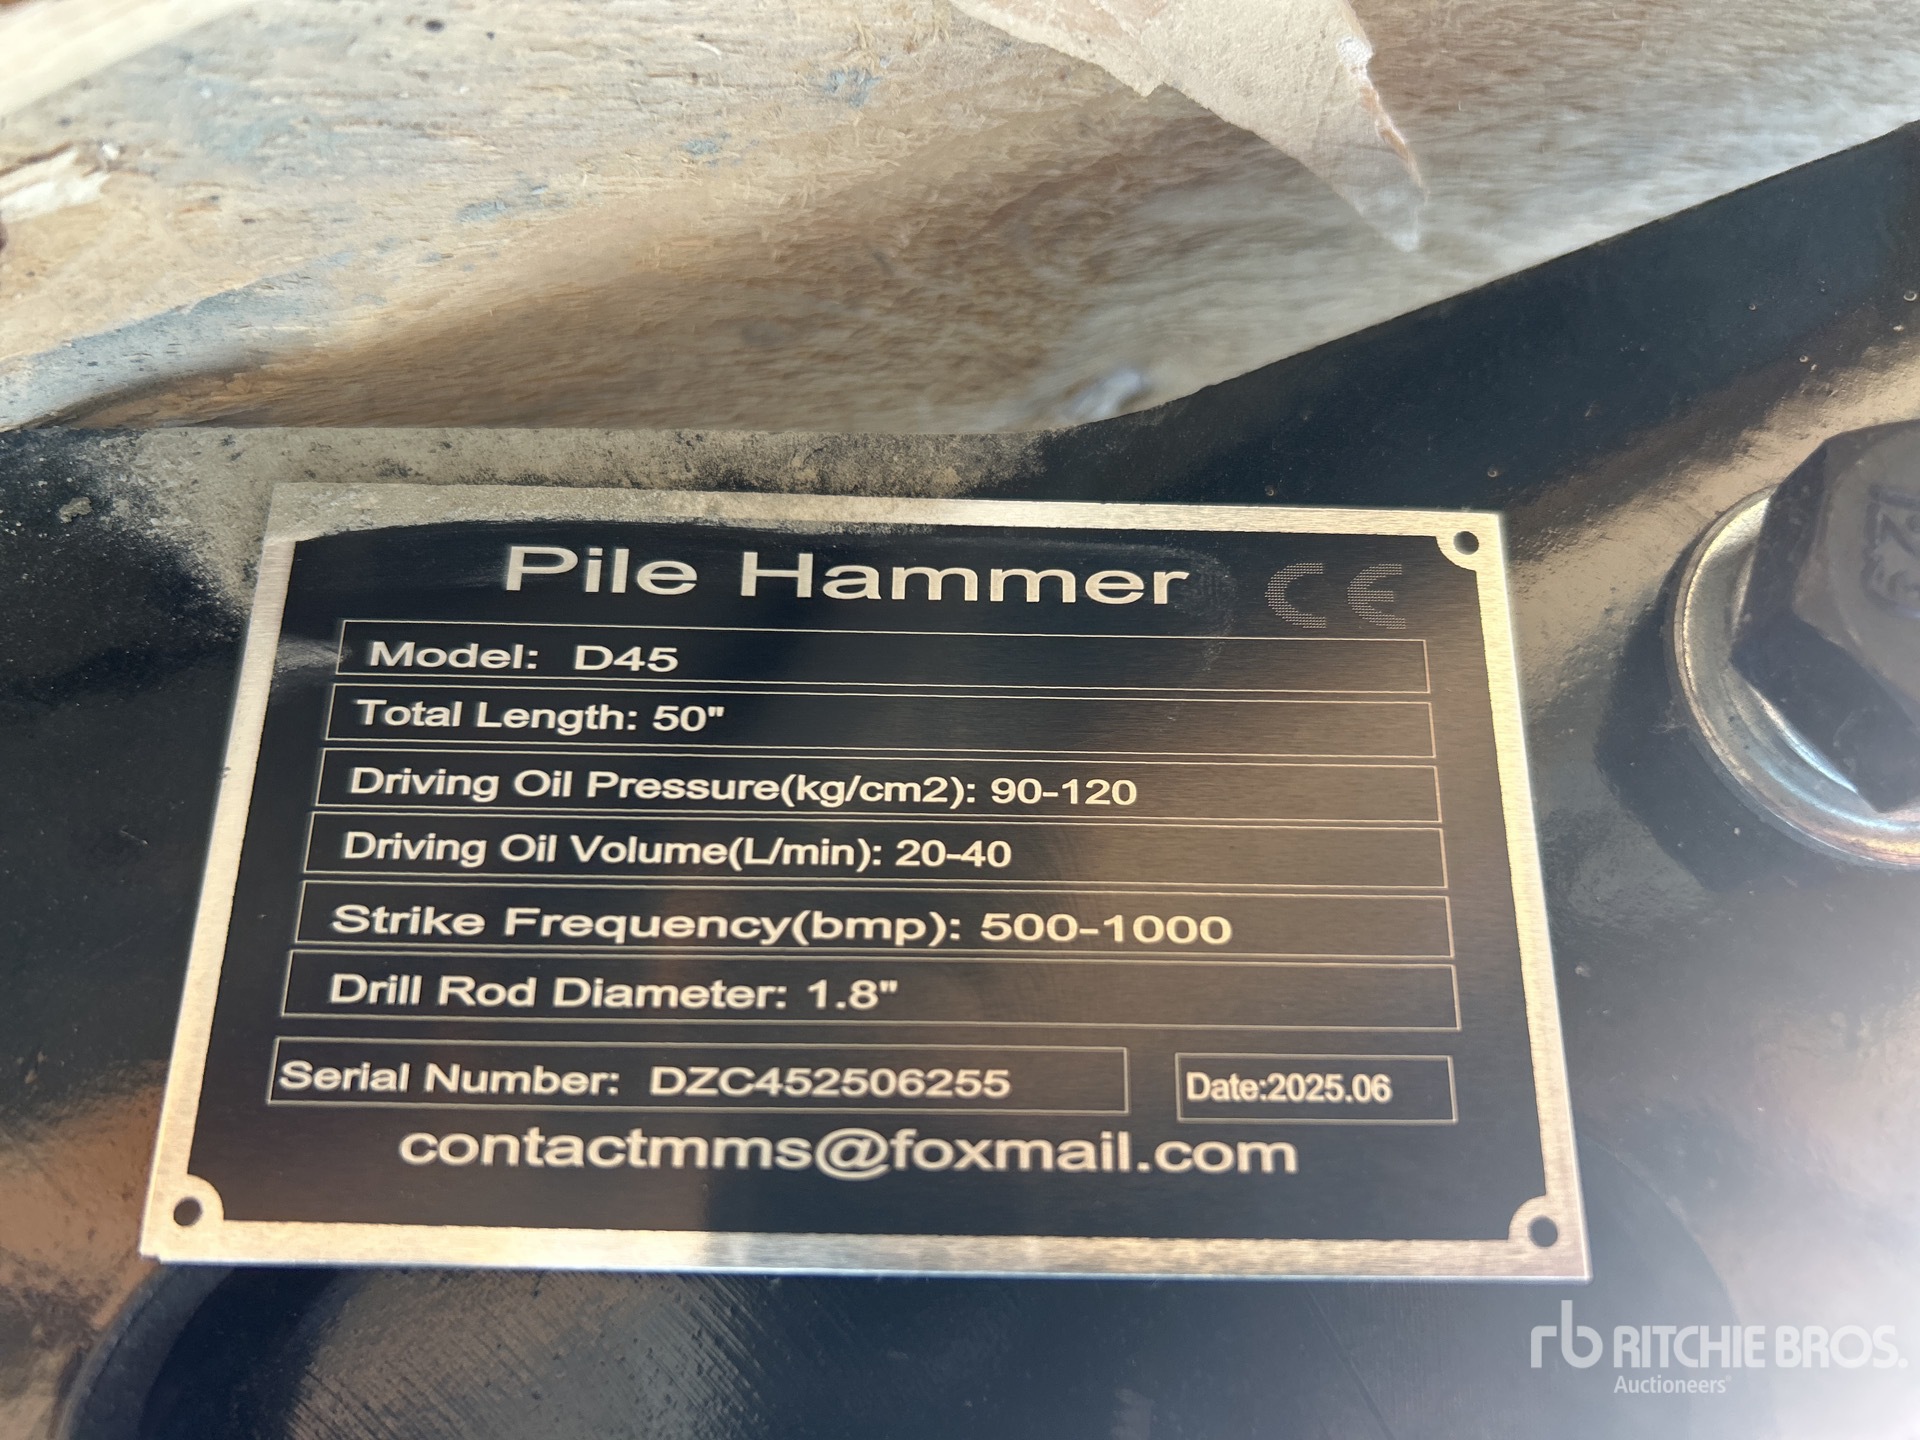 Pile Hammer CE
Model: D45
Total Length: 50"
Driving Oil Pressure(kg/cm2): 90-120
Driving Oil Volume(L/min): 20-40
Strike Frequency(bmp): 500-1000
Drill Rod Diameter: 1.8"
Serial Number: DZC452506255 Date:2025.06
contactmms@foxmail.com
rb RITCHIE BROS.
Auctioneers